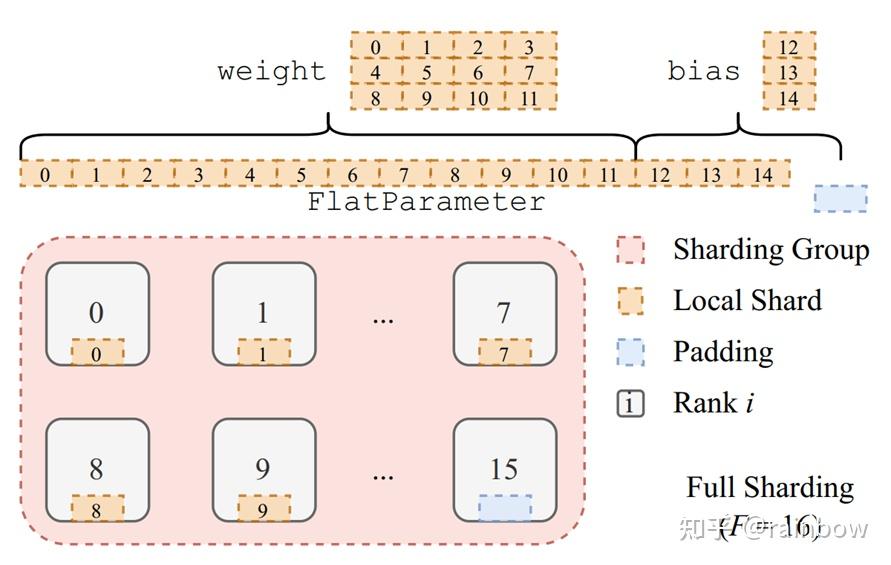 0 1 2 3
weight 4 5 6 7
8 9 10 11
12
bias 13
14
0 1 2 3 4 5 6 7 8 9 10 11 12 13 14
FlatParameter
Sharding Group
Local Shard
Padding
i Rank i
0 1 ... 7
0 1 7
8 9 ... 15
8 9
Full Sharding
(F = 16)
知乎 @rainbow